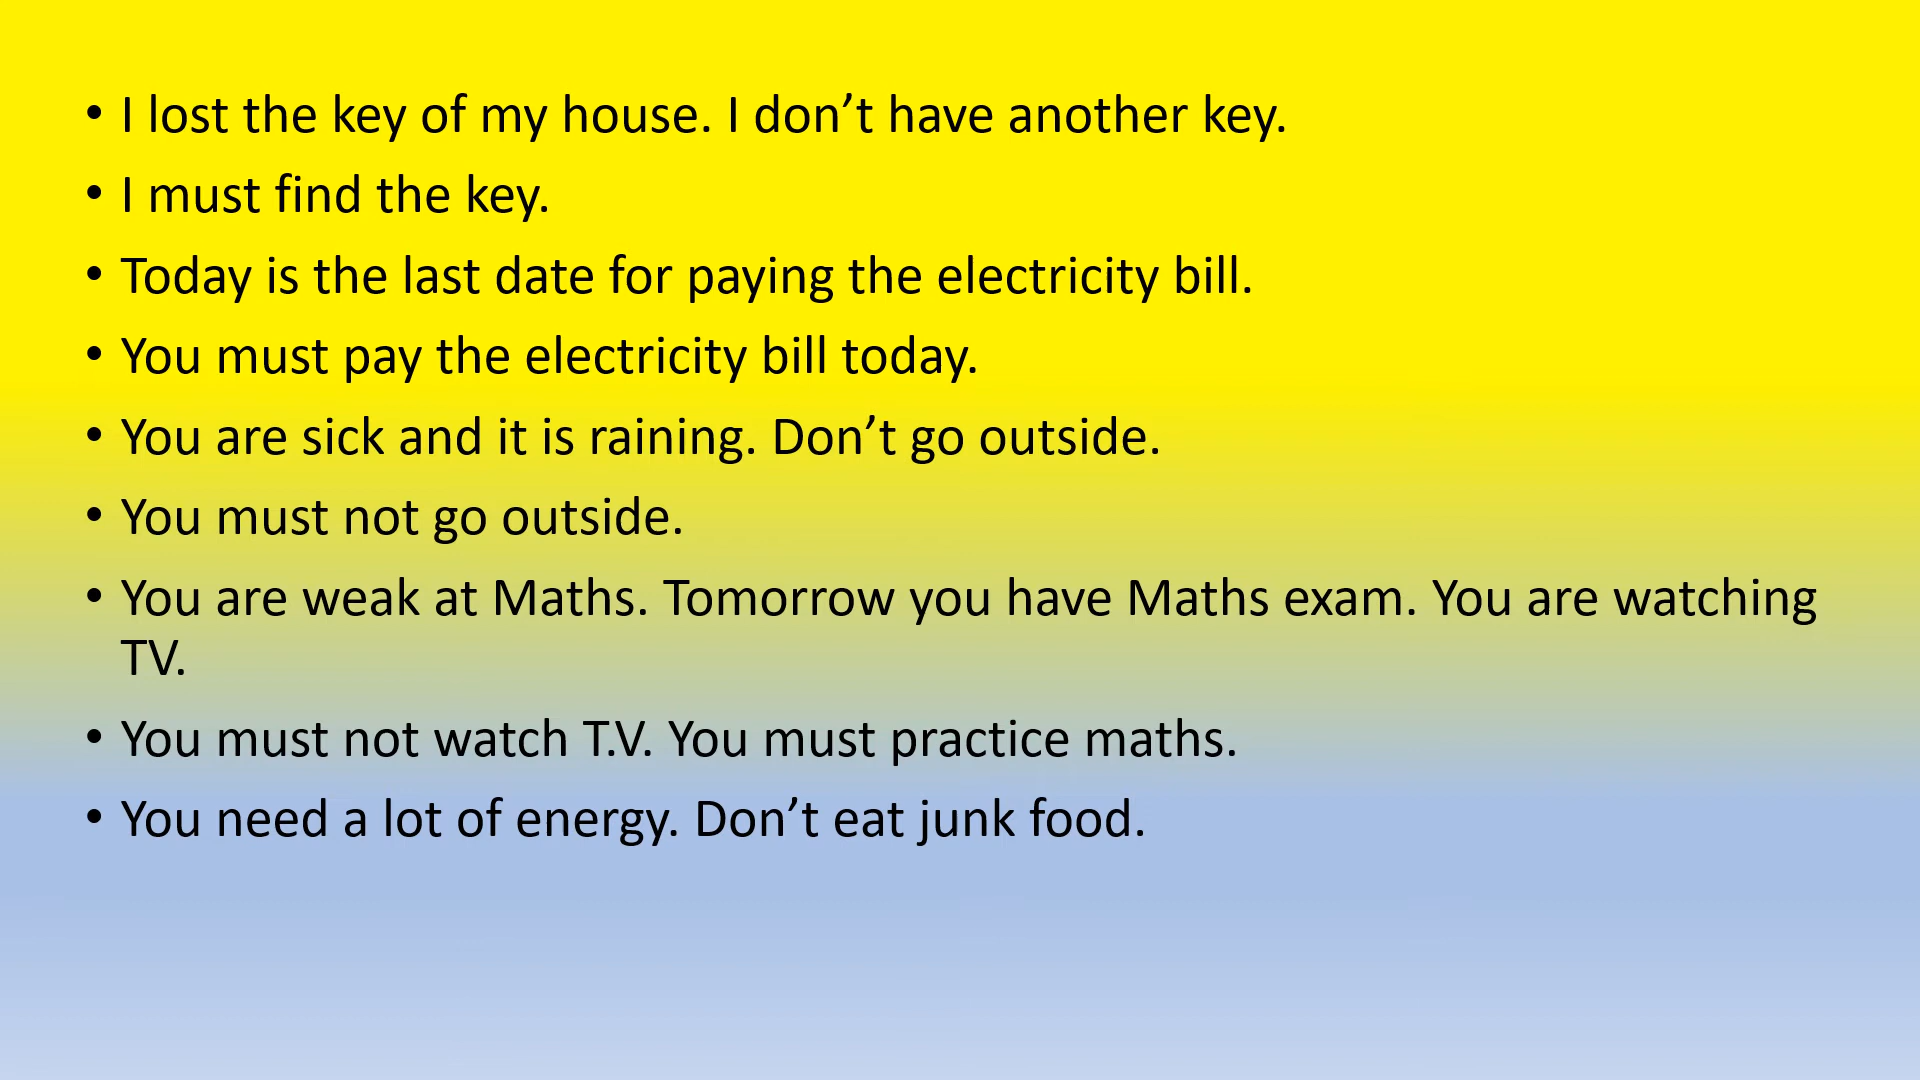 • I lost the key of my house. I don’t have another key.
• I must find the key.
• Today is the last date for paying the electricity bill.
• You must pay the electricity bill today.
• You are sick and it is raining. Don’t go outside.
• You must not go outside.
• You are weak at Maths. Tomorrow you have Maths exam. You are watching
TV.
• You must not watch T.V. You must practice maths.
• You need a lot of energy. Don’t eat junk food.